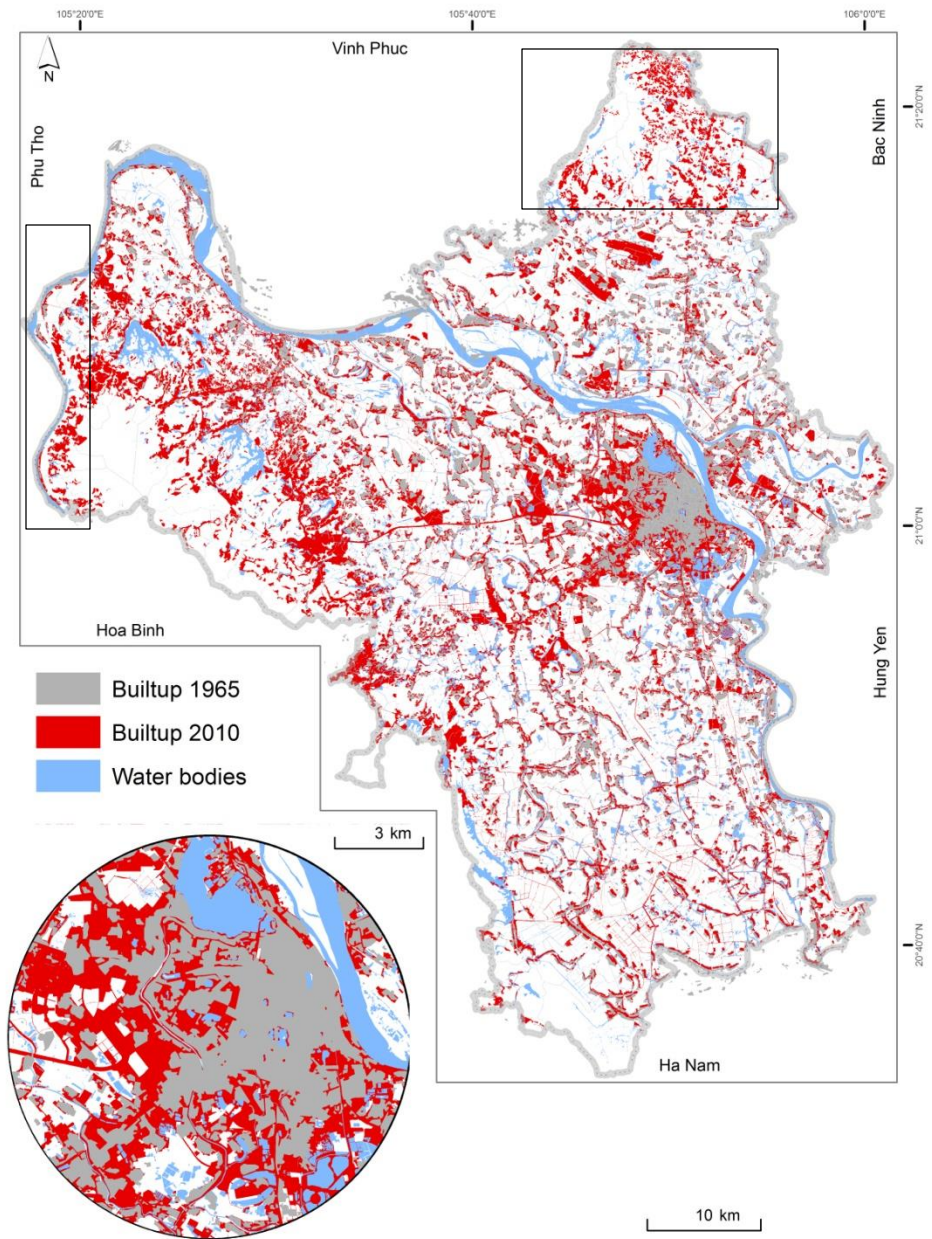 105°20'0"E
105°40'0"E
106°0'0"E
Vinh Phuc
N
21°20'0"N
Bac Ninh
Phu Tho
21°0'0"N
Hoa Binh
Hung Yen
Builtup 1965
Builtup 2010
Water bodies
3 km
20°40'0"N
Ha Nam
10 km